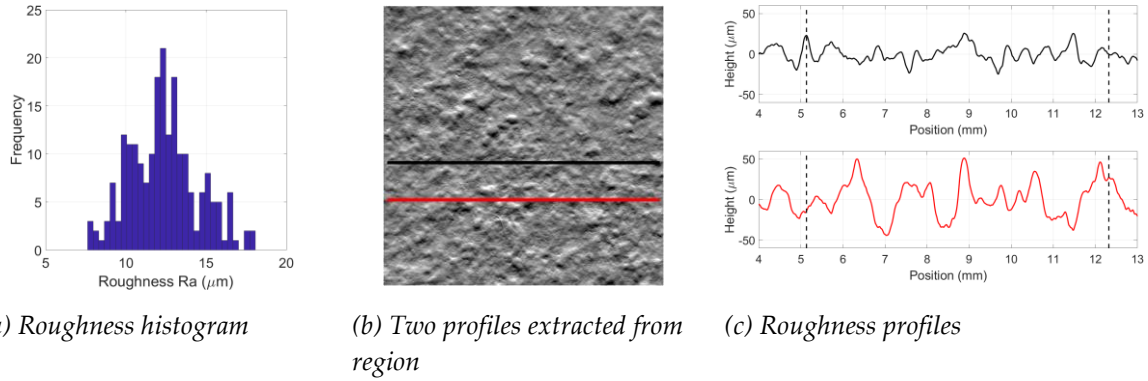 25
20
15
10
5
0
Frequency
5 10 15 20
Roughness Ra (μm)
50
0
-50
Height (μm)
4 5 6 7 8 9 10 11 12 13
Position (mm)
50
0
-50
Height (μm)
4 5 6 7 8 9 10 11 12 13
Position (mm)
) Roughness histogram
(b) Two profiles extracted from
region
(c) Roughness profiles